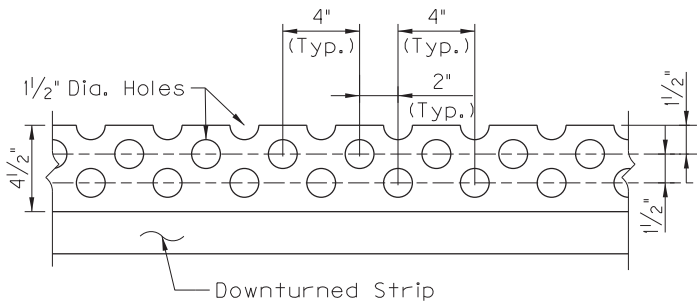 4"
(Typ.)
4"
(Typ.)
2"
(Typ.)
1½" Dia. Holes
4½"
1½"
1½"
Downturned Strip